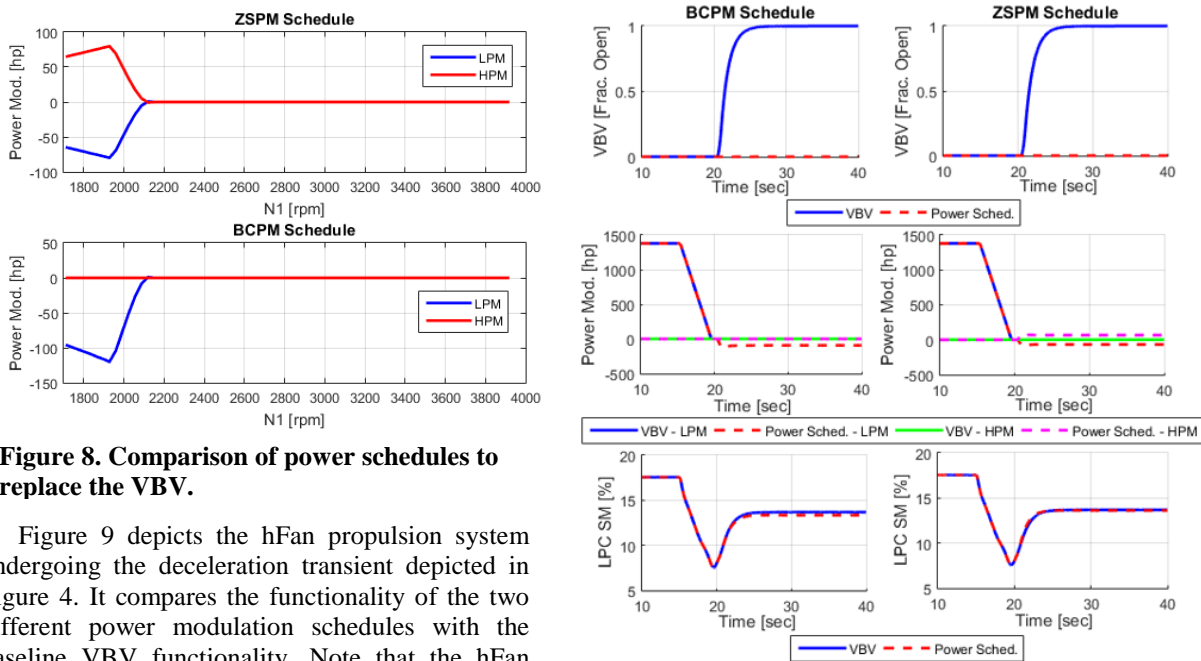 ZSPM Schedule
100
50
0
-50
-100
Power Mod. [hp]
LPM
HPM
1800 2000 2200 2400 2600 2800 3000 3200 3400 3600 3800 4000
N1 [rpm]
BCPM Schedule
50
0
-50
-100
-150
Power Mod. [hp]
LPM
HPM
1800 2000 2200 2400 2600 2800 3000 3200 3400 3600 3800 4000
N1 [rpm]
Figure 8. Comparison of power schedules to
replace the VBV.
Figure 9 depicts the hFan propulsion system
undergoing the deceleration transient depicted in
igure 4. It compares the functionality of the two
ifferent power modulation schedules with the
aseline VBV functionality. Note that the hFan
BCPM Schedule
1
0.5
0
VBV [Frac. Open]
10 20 30 40
Time [sec]
ZSPM Schedule
1
0.5
0
VBV [Frac. Open]
10 20 30 40
Time [sec]
VBV Power Sched.
1500
1000
500
0
-500
Power Mod. [hp]
10 20 30 40
Time [sec]
1500
1000
500
0
-500
Power Mod. [hp]
10 20 30 40
Time [sec]
VBV - LPM Power Sched. - LPM VBV - HPM Power Sched. - HPM
20
15
10
5
LPC SM [%]
10 20 30 40
Time [sec]
20
15
10
5
LPC SM [%]
10 20 30 40
Time [sec]
VBV Power Sched.